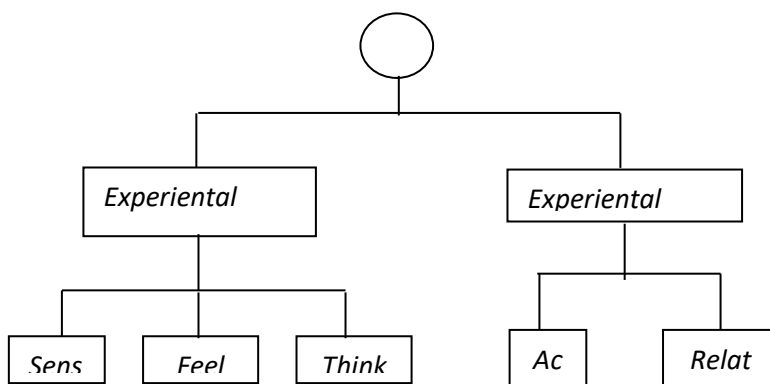 Experiental
Experiental
Sens
Feel
Think
Ac
Relat